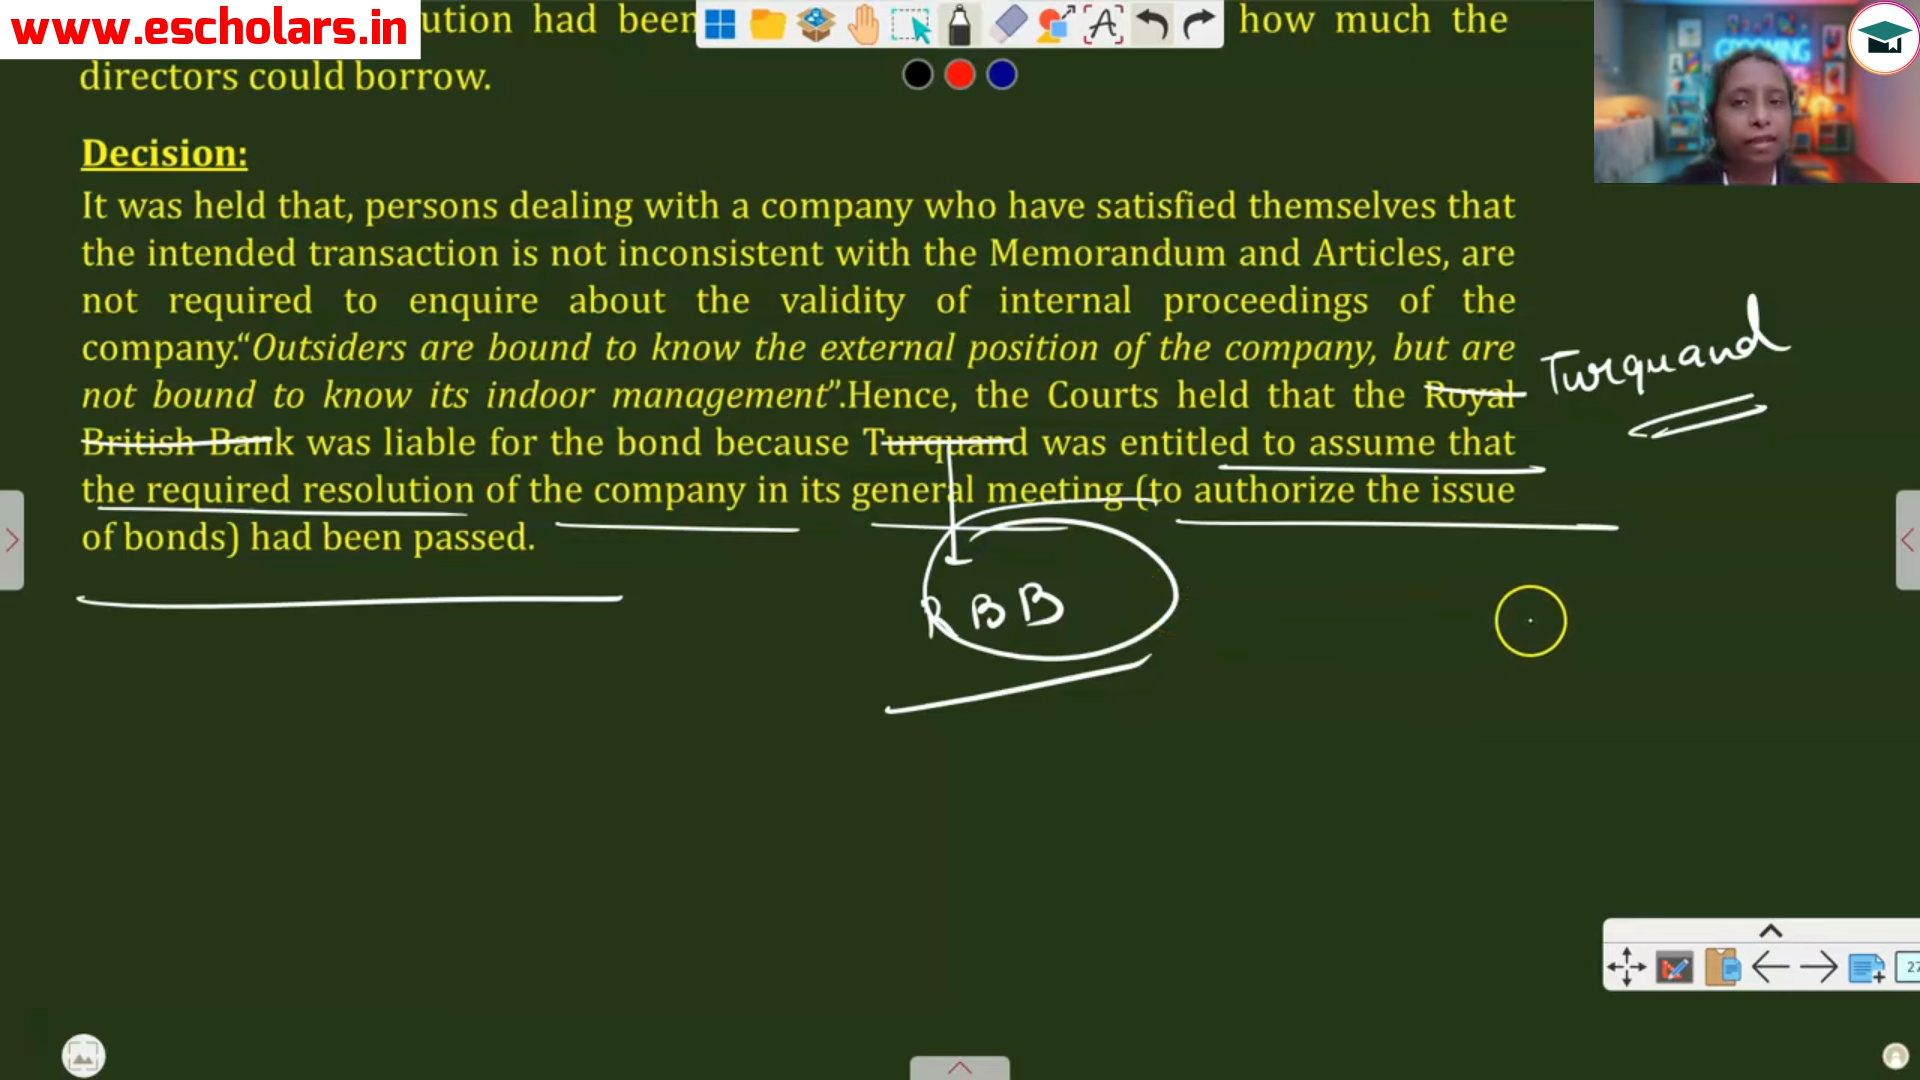 www.escholars.in
ution had been how much the
directors could borrow.
Decision:
It was held that, persons dealing with a company who have satisfied themselves that
the intended transaction is not inconsistent with the Memorandum and Articles, are
not required to enquire about the validity of internal proceedings of the
company.“Outsiders are bound to know the external position of the company, but are
not bound to know its indoor management”.Hence, the Courts held that the Royal
Turquand
British Bank was liable for the bond because Turquand was entitled to assume that
the required resolution of the company in its general meeting (to authorize the issue
of bonds) had been passed.
RBB